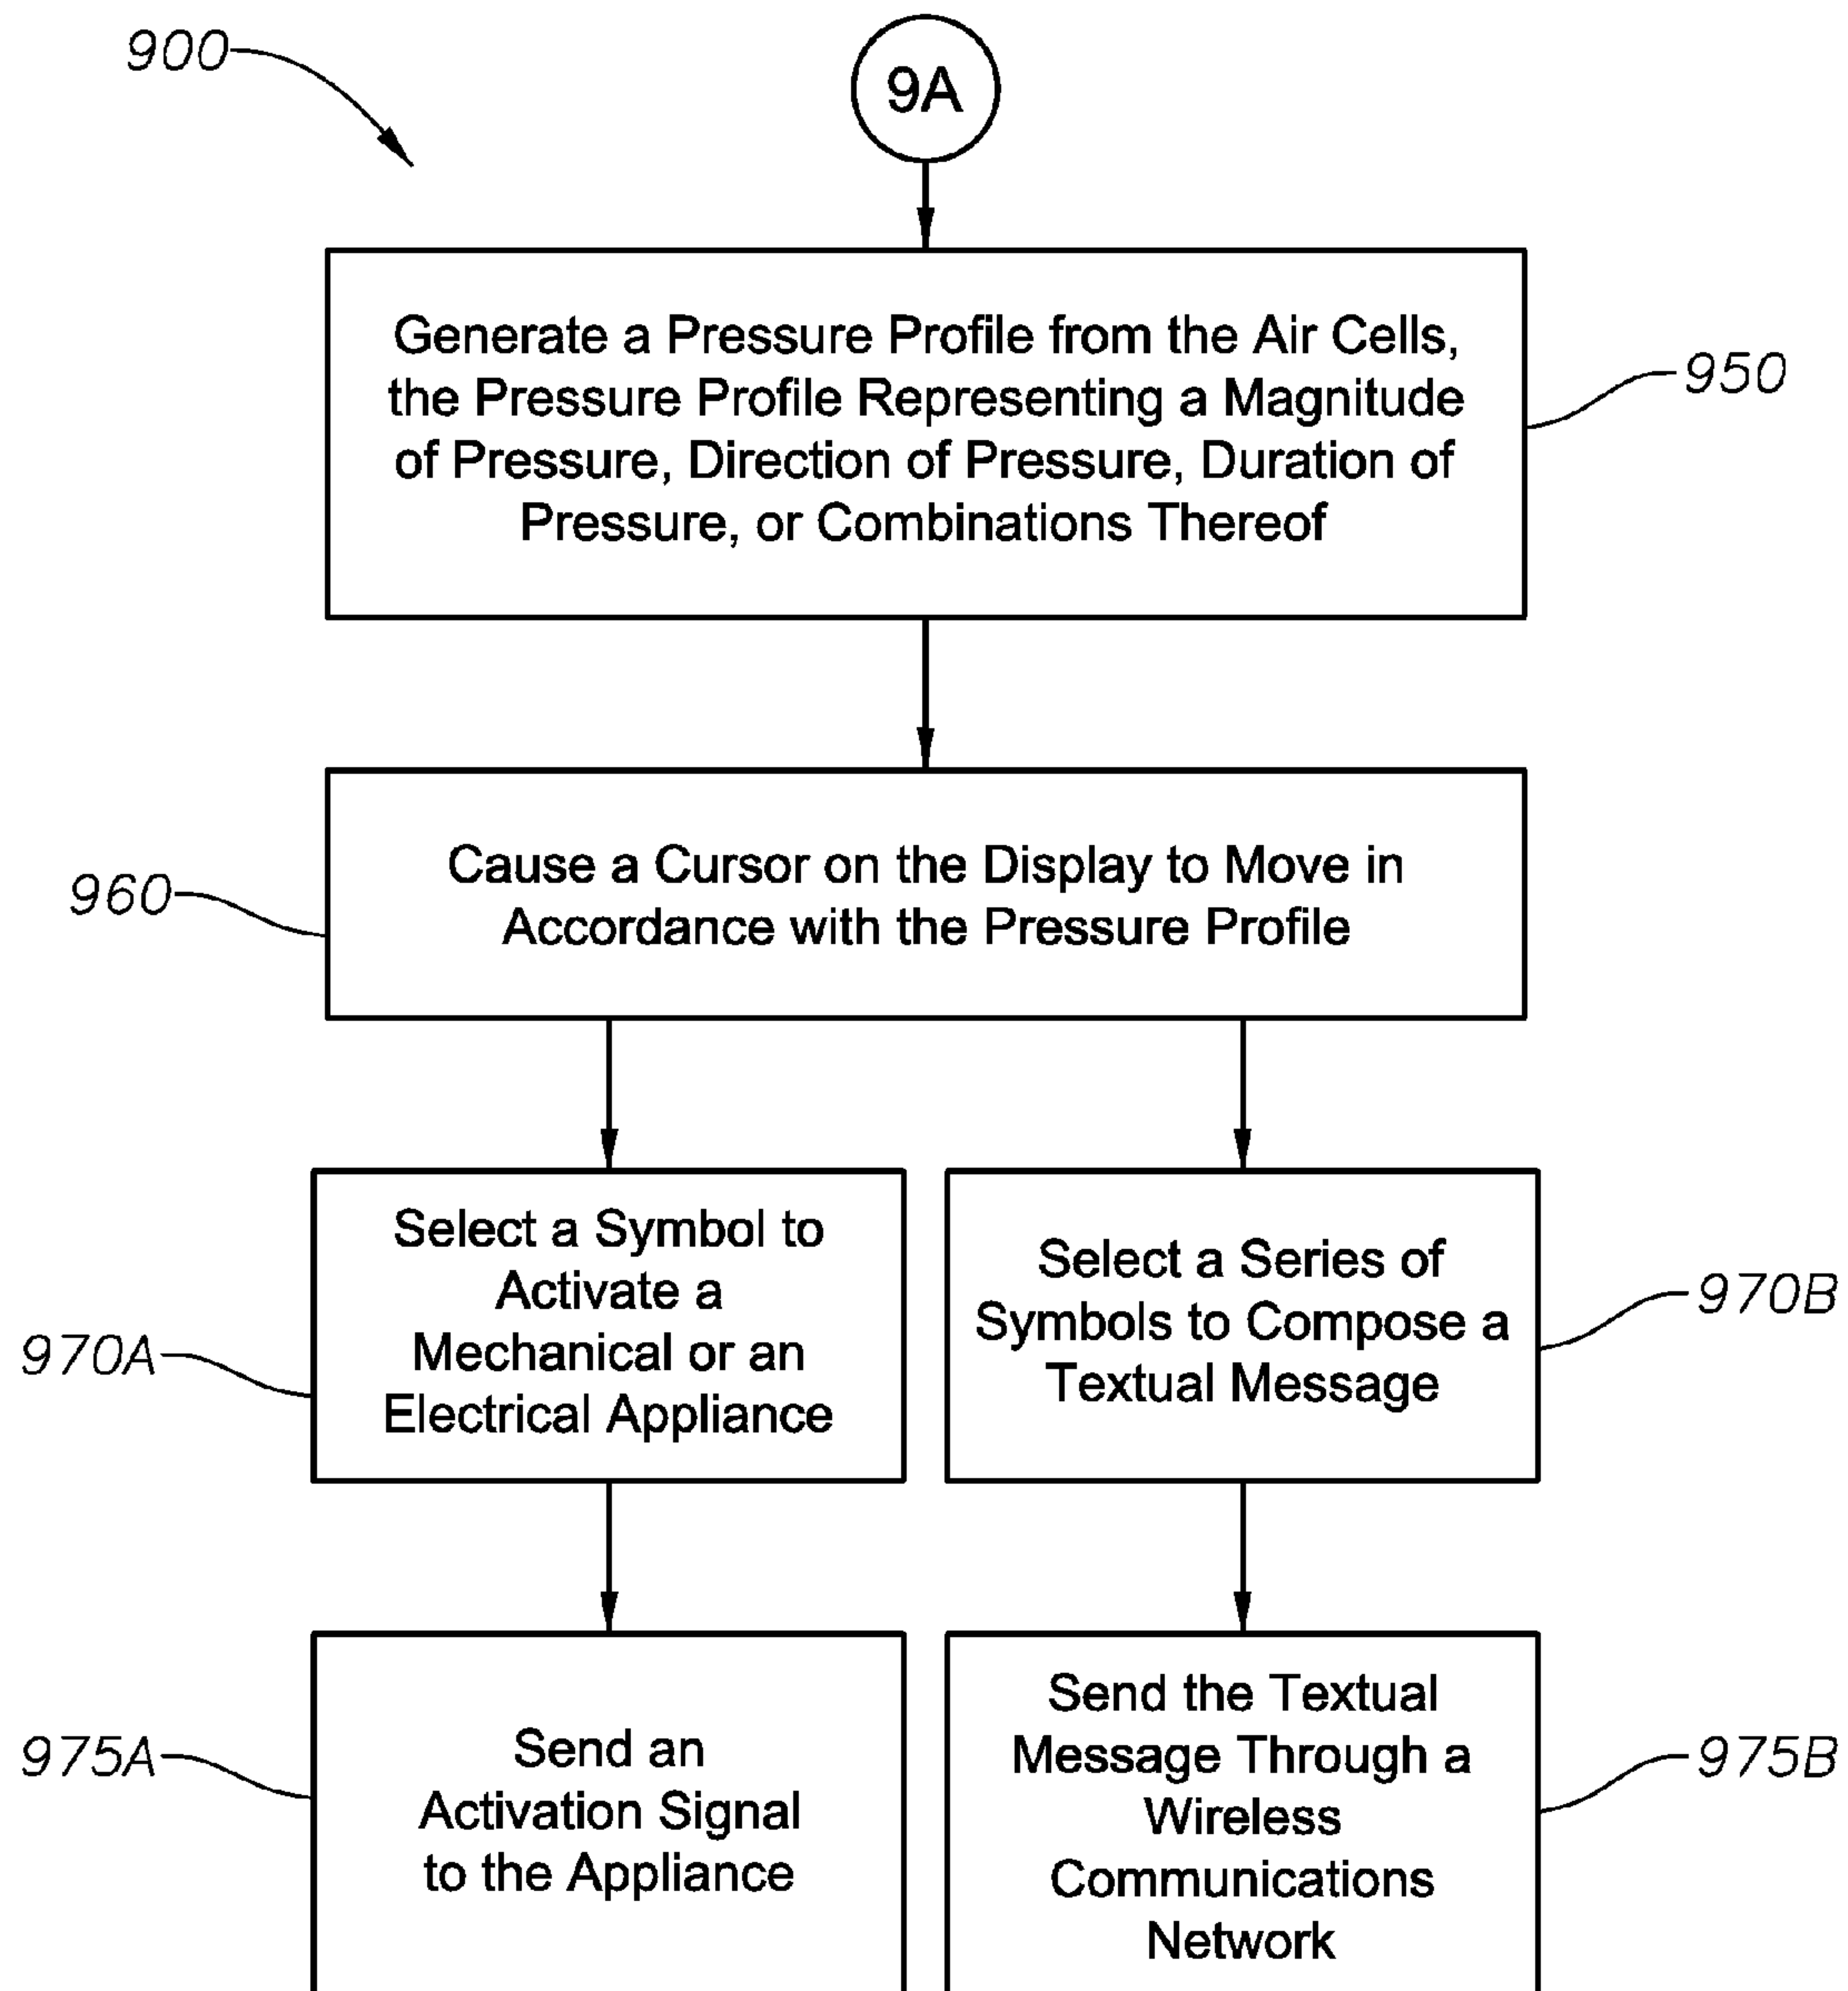 900
9A
Generate a Pressure Profile from the Air Cells,
the Pressure Profile Representing a Magnitude
of Pressure, Direction of Pressure, Duration of
Pressure, or Combinations Thereof
950
Cause a Cursor on the Display to Move in
Accordance with the Pressure Profile
960
Select a Symbol to
Activate a
Mechanical or an
Electrical Appliance
970A
Select a Series of
Symbols to Compose a
Textual Message
970B
Send an
Activation Signal
to the Appliance
975A
Send the Textual
Message Through a
Wireless
Communications
Network
975B